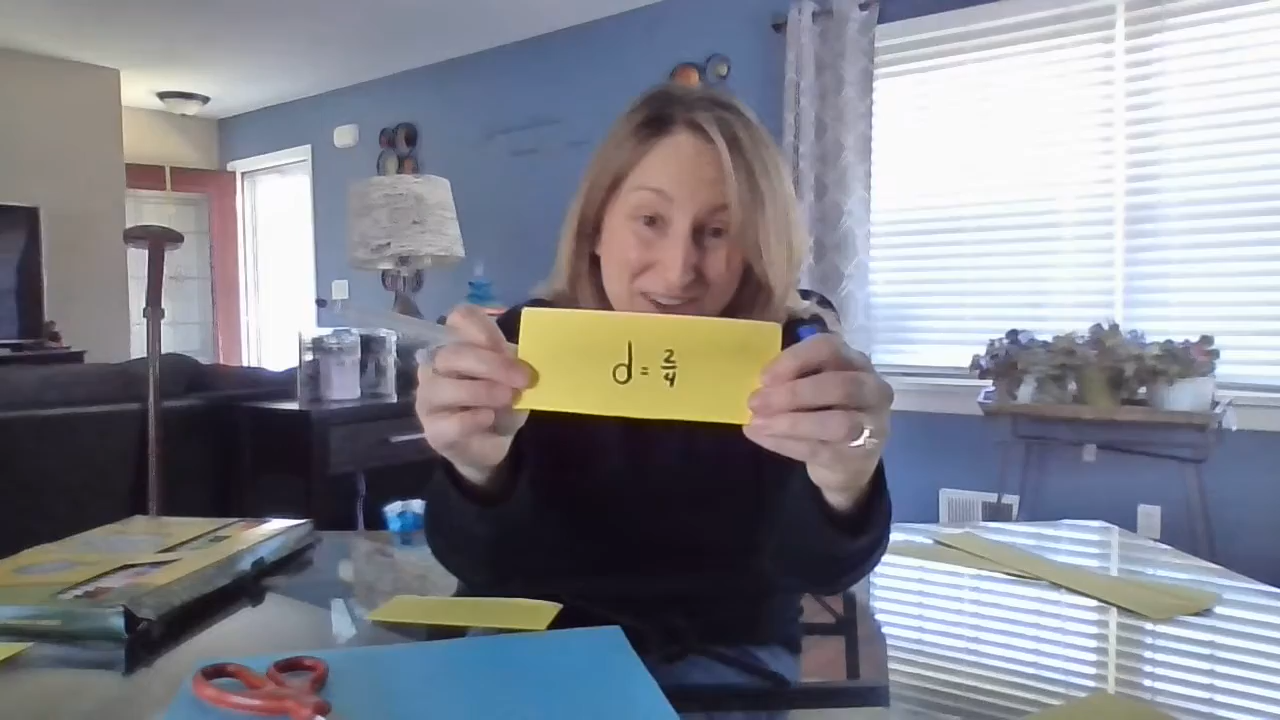 d = 2/4